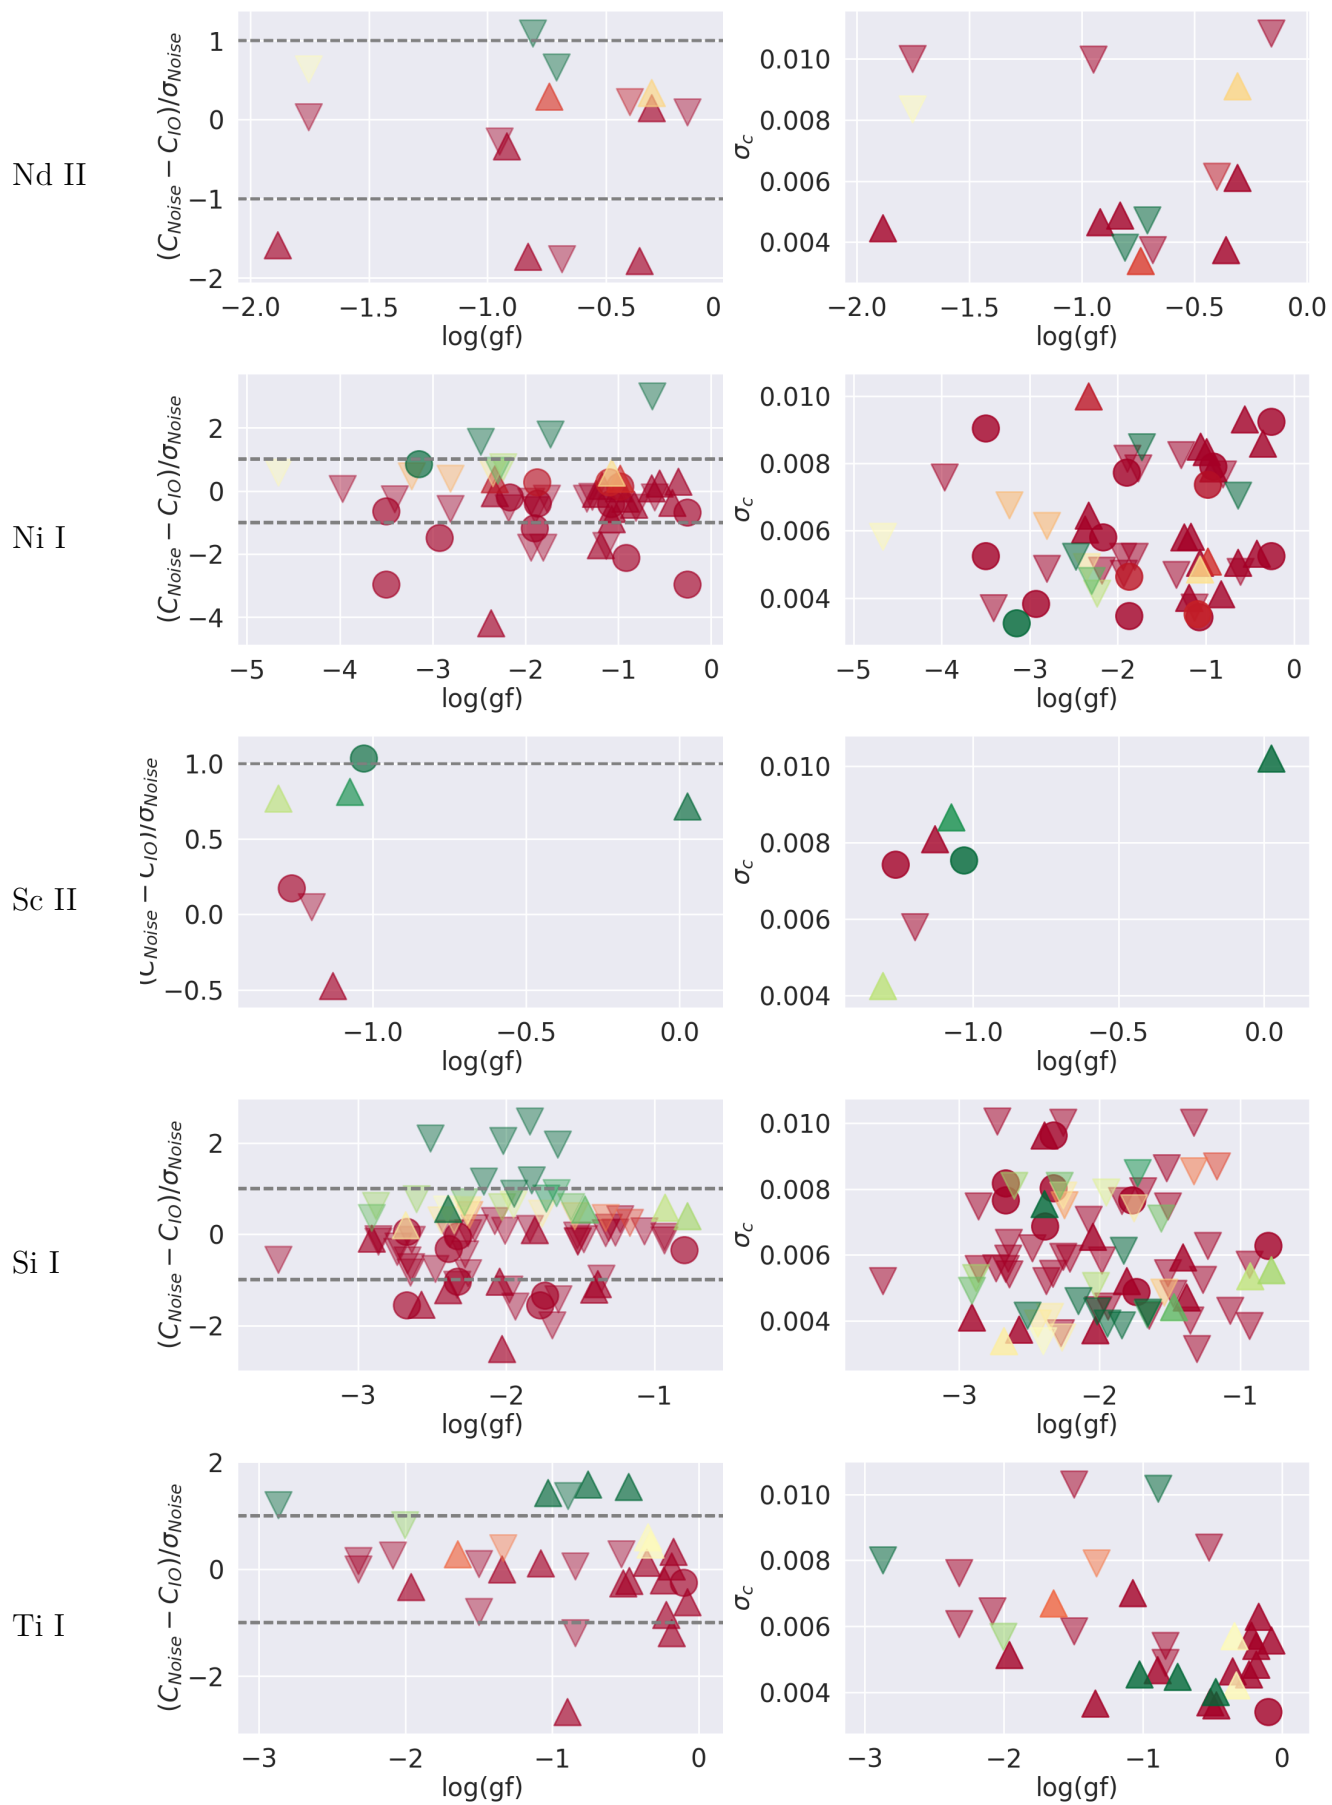 Nd II
(C_Noise − C_IO)/σ_Noise
1
0
−1
−2
−2.0 −1.5 −1.0 −0.5 0
log(gf)
σ_c
0.010
0.008
0.006
0.004
−2.0 −1.5 −1.0 −0.5 0.0
log(gf)
Ni I
(C_Noise − C_IO)/σ_Noise
2
0
−2
−4
−5 −4 −3 −2 −1 0
log(gf)
σ_c
0.010
0.008
0.006
0.004
−5 −4 −3 −2 −1 0
log(gf)
Sc II
(C_Noise − C_IO)/σ_Noise
1.0
0.5
0.0
−0.5
−1.0 −0.5 0.0
log(gf)
σ_c
0.010
0.008
0.006
0.004
−1.0 −0.5 0.0
log(gf)
Si I
(C_Noise − C_IO)/σ_Noise
2
0
−2
−3 −2 −1
log(gf)
σ_c
0.010
0.008
0.006
0.004
−3 −2 −1
log(gf)
Ti I
(C_Noise − C_IO)/σ_Noise
2
0
−2
−3 −2 −1 0
log(gf)
σ_c
0.010
0.008
0.006
0.004
−3 −2 −1 0
log(gf)